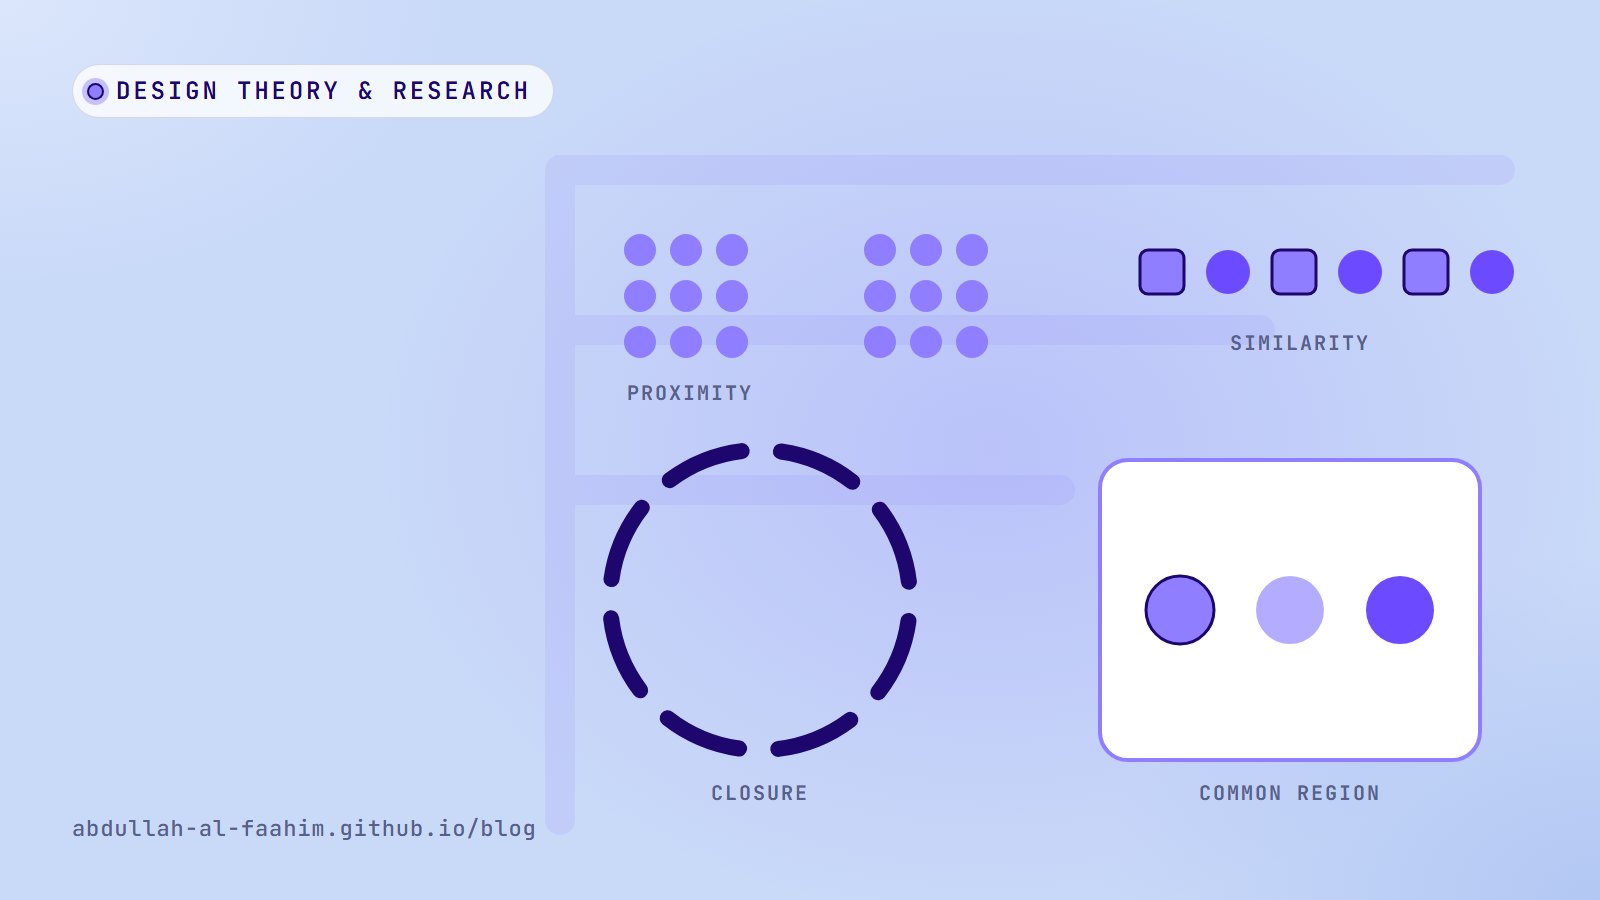 DESIGN THEORY & RESEARCH
SIMILARITY
PROXIMITY
CLOSURE
COMMON REGION
abdullah-al-faahim.github.io/blog